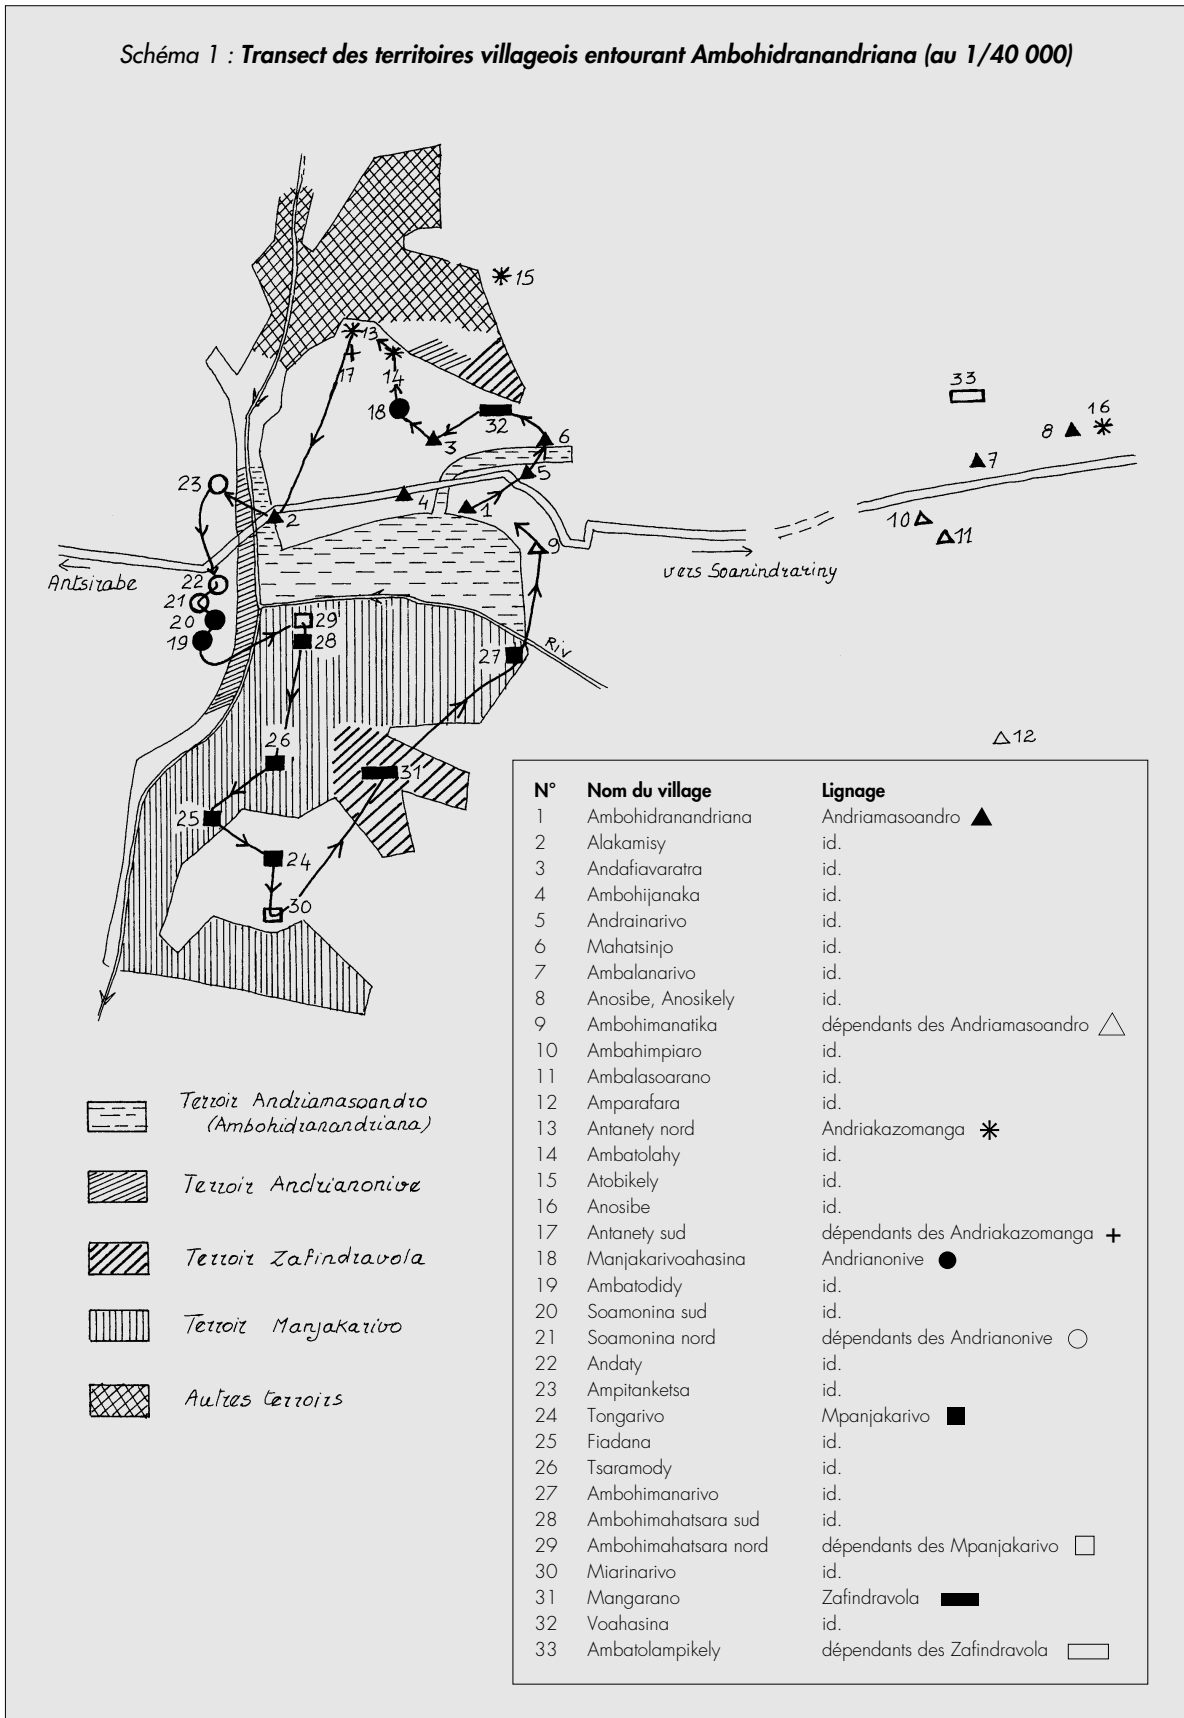 Schéma 1 : Transect des territoires villageois entourant Ambohidranandriana (au 1/40 000)
15
13
17
14
18
3
32
6
33
16
8
7
5
4
1
2
23
9
10
11
Antsirabe
vers Soanindrariny
22
21
20
19
29
28
27
Riv
26
31
25
24
30
12
Terroir Andriamasoandro
(Ambohidranandriana)
Terroir Andrianonive
Terroir Zafindravola
Terroir Manjakarivo
Autres terroirs
N° Nom du village Lignage
1 Ambohidranandriana Andriamasoandro
2 Alakamisy id.
3 Andafiavaratra id.
4 Ambohijanaka id.
5 Andrainarivo id.
6 Mahatsinjo id.
7 Ambalanarivo id.
8 Anosibe, Anosikely id.
9 Ambohimanatika dépendants des Andriamasoandro
10 Ambahimpiaro id.
11 Ambalasoarano id.
12 Amparafara id.
13 Antanety nord Andriakazomanga
14 Ambatolahy id.
15 Atobikely id.
16 Anosibe id.
17 Antanety sud dépendants des Andriakazomanga
18 Manjakarivoahasina Andrianonive
19 Ambatodidy id.
20 Soamonina sud id.
21 Soamonina nord dépendants des Andrianonive
22 Andaty id.
23 Ampitanketsa id.
24 Tongarivo Mpanjakarivo
25 Fiadana id.
26 Tsaramody id.
27 Ambohimanarivo id.
28 Ambohimahatsara sud id.
29 Ambohimahatsara nord dépendants des Mpanjakarivo
30 Miarinarivo id.
31 Mangarano Zafindravola
32 Voahasina id.
33 Ambatolampikely dépendants des Zafindravola